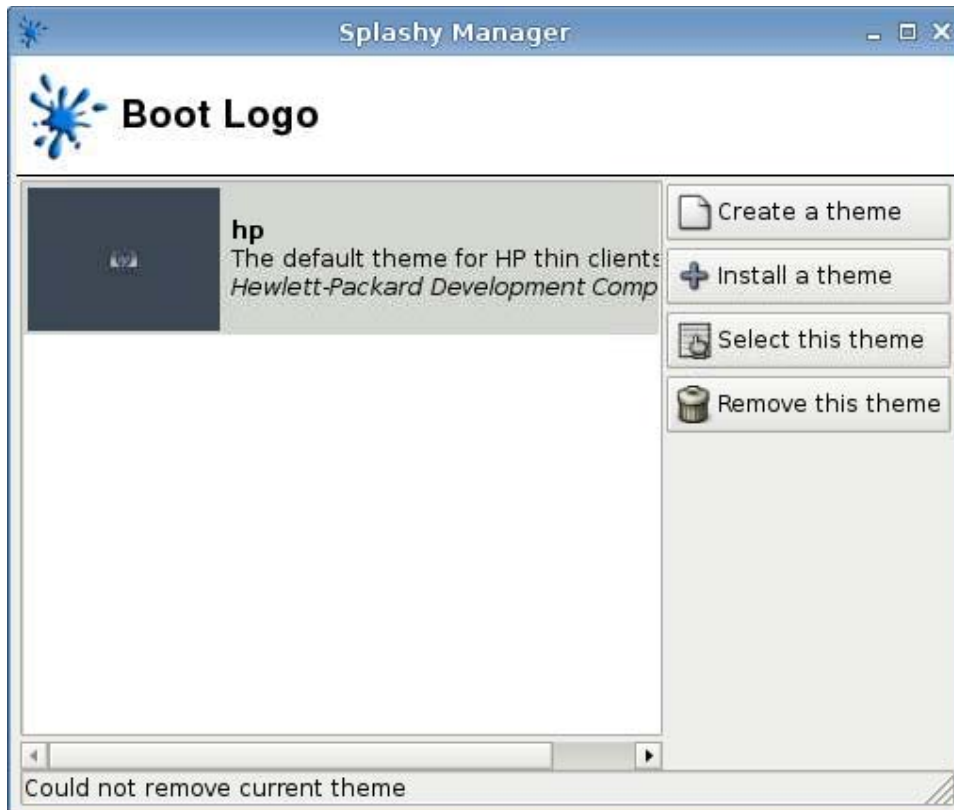 Splashy Manager
Boot Logo
hp
The default theme for HP thin clients
Hewlett-Packard Development Comp
Create a theme
Install a theme
Select this theme
Remove this theme
Could not remove current theme